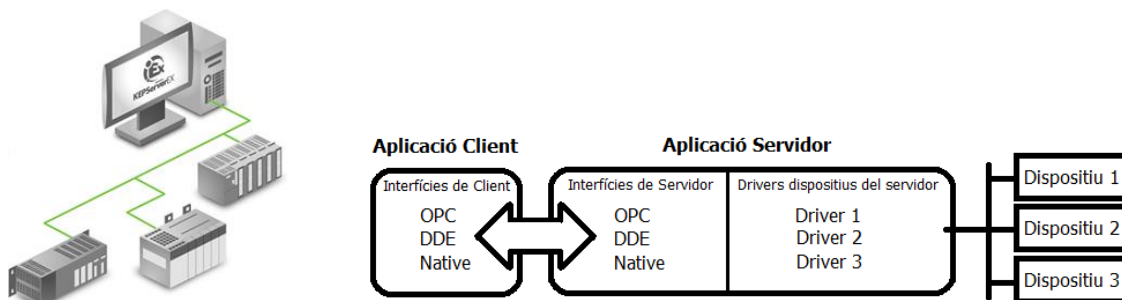 Ex
KEPServerEX
Aplicació Client
Interfícies de Client
OPC
DDE
Native
Aplicació Servidor
Interfícies de Servidor
OPC
DDE
Native
Drivers dispositius del servidor
Driver 1
Driver 2
Driver 3
Dispositiu 1
Dispositiu 2
Dispositiu 3